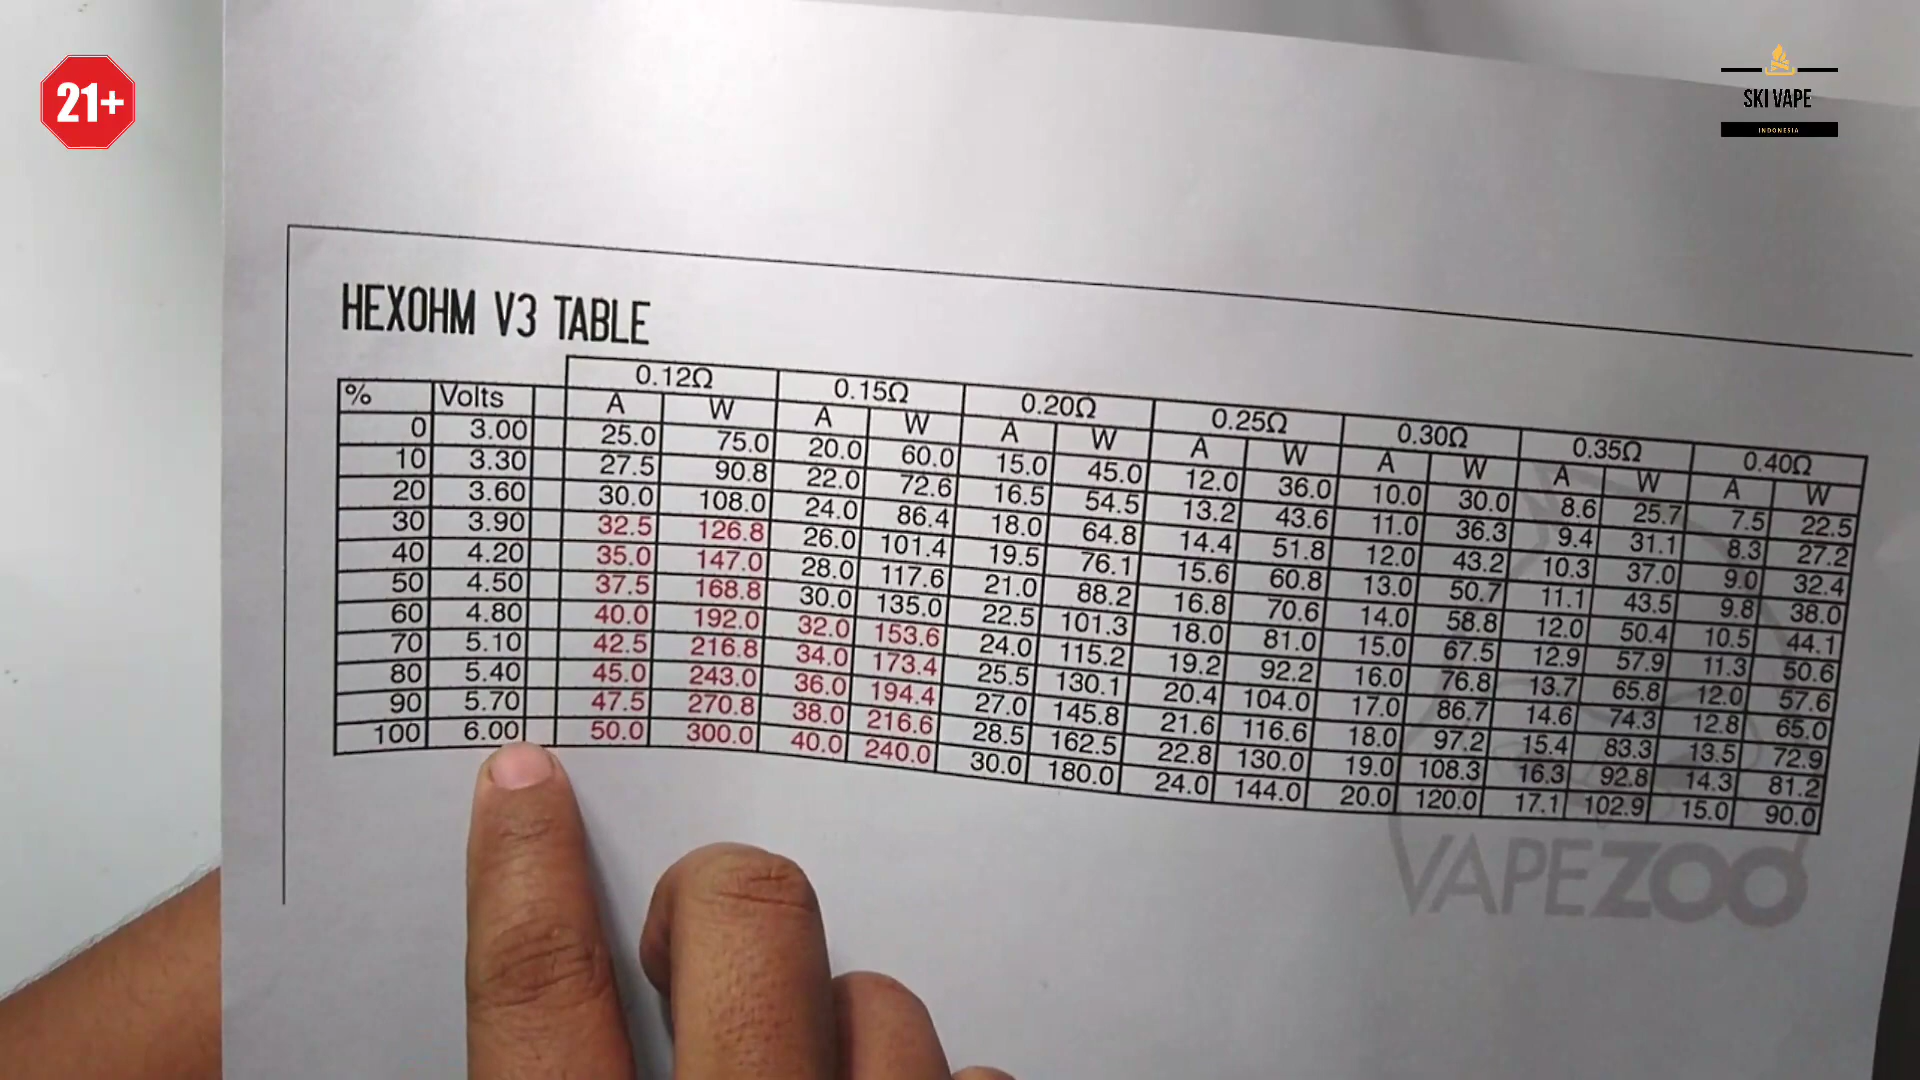 21+
SKI VAPE
INDONESIA
HEXOHM V3 TABLE
0.12Ω 0.15Ω 0.20Ω 0.25Ω 0.30Ω 0.35Ω 0.40Ω
% Volts A W A W A W A W A W A W A W
0 3.00 25.0 75.0 20.0 60.0 15.0 45.0 12.0 36.0 10.0 30.0 8.6 25.7 7.5 22.5
10 3.30 27.5 90.8 22.0 72.6 16.5 54.5 13.2 43.6 11.0 36.3 9.4 31.1 8.3 27.2
20 3.60 30.0 108.0 24.0 86.4 18.0 64.8 14.4 51.8 12.0 43.2 10.3 37.0 9.0 32.4
30 3.90 32.5 126.8 26.0 101.4 19.5 76.1 15.6 60.8 13.0 50.7 11.1 43.5 9.8 38.0
40 4.20 35.0 147.0 28.0 117.6 21.0 88.2 16.8 70.6 14.0 58.8 12.0 50.4 10.5 44.1
50 4.50 37.5 168.8 30.0 135.0 22.5 101.3 18.0 81.0 15.0 67.5 12.9 57.9 11.3 50.6
60 4.80 40.0 192.0 32.0 153.6 24.0 115.2 19.2 92.2 16.0 76.8 13.7 65.8 12.0 57.6
70 5.10 42.5 216.8 34.0 173.4 25.5 130.1 20.4 104.0 17.0 86.7 14.6 74.3 12.8 65.0
80 5.40 45.0 243.0 36.0 194.4 27.0 145.8 21.6 116.6 18.0 97.2 15.4 83.3 13.5 72.9
90 5.70 47.5 270.8 38.0 216.6 28.5 162.5 22.8 130.0 19.0 108.3 16.3 92.8 14.3 81.2
100 6.00 50.0 300.0 40.0 240.0 30.0 180.0 24.0 144.0 20.0 120.0 17.1 102.9 15.0 90.0
VAPEZOO